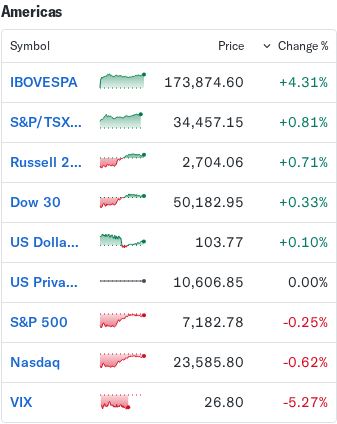 Americas
Symbol Price Change %
IBOVESPA 173,874.60 +4.31%
S&P/TSX... 34,457.15 +0.81%
Russell 2... 2,704.06 +0.71%
Dow 30 50,182.95 +0.33%
US Dolla... 103.77 +0.10%
US Priva... 10,606.85 0.00%
S&P 500 7,182.78 -0.25%
Nasdaq 23,585.80 -0.62%
VIX 26.80 -5.27%